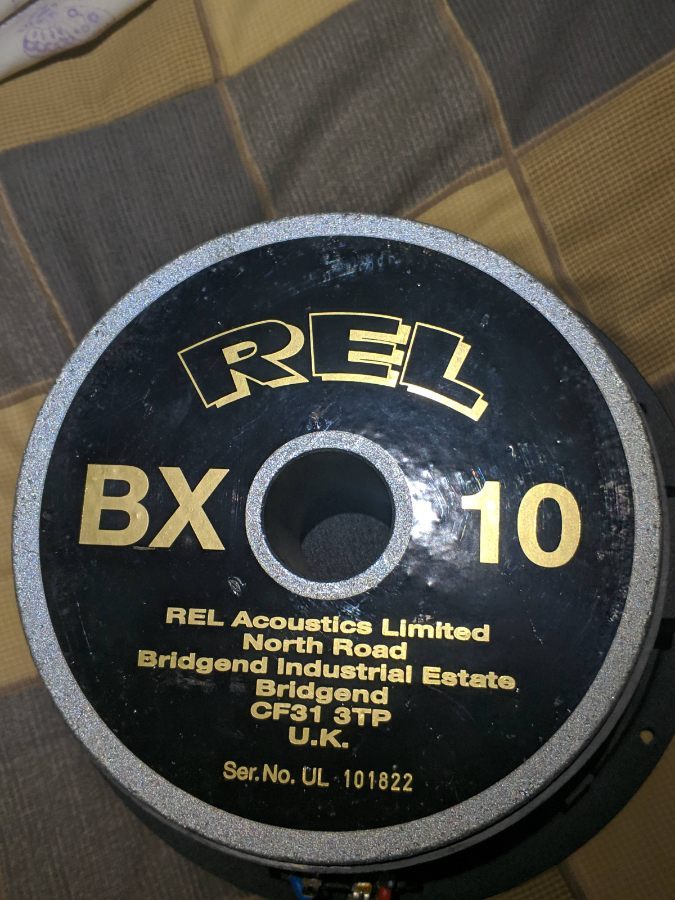 REL
BX 10
REL Acoustics Limited
North Road
Bridgend Industrial Estate
Bridgend
CF31 3TP
U.K.
Ser.No. UL 101822